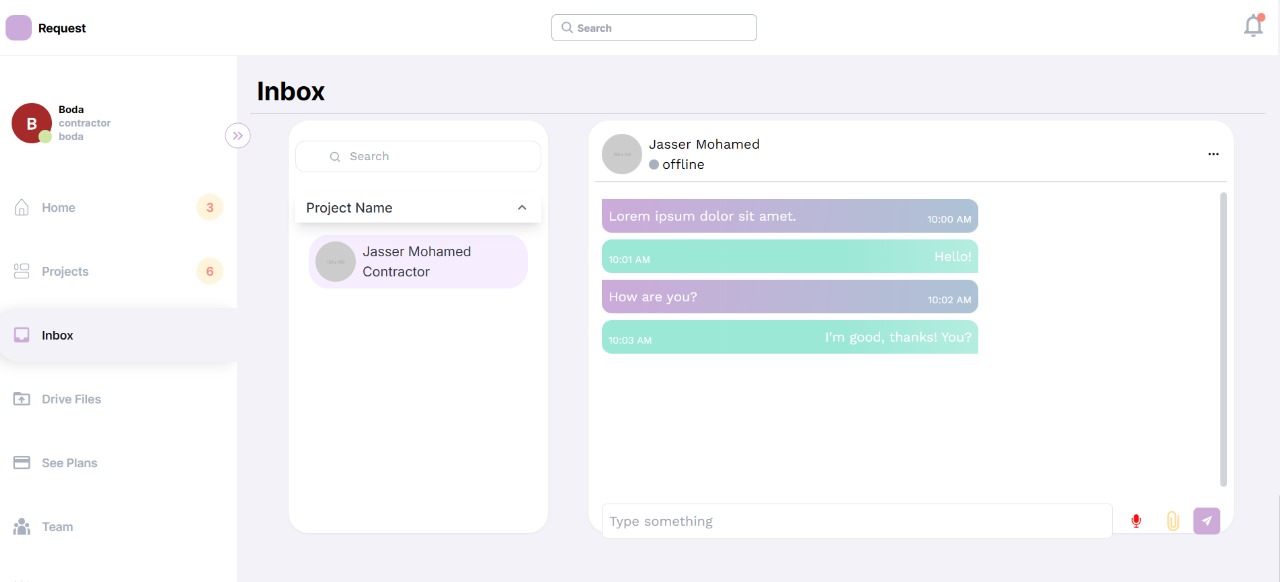 Request
Search
Boda
contractor
boda
B
Home 3
Projects 6
Inbox
Drive Files
See Plans
Team
Inbox
Search
Project Name
Jasser Mohamed
Contractor
Jasser Mohamed
offline
Lorem ipsum dolor sit amet. 10:00 AM
10:01 AM Hello!
How are you? 10:02 AM
10:03 AM I'm good, thanks! You?
Type something